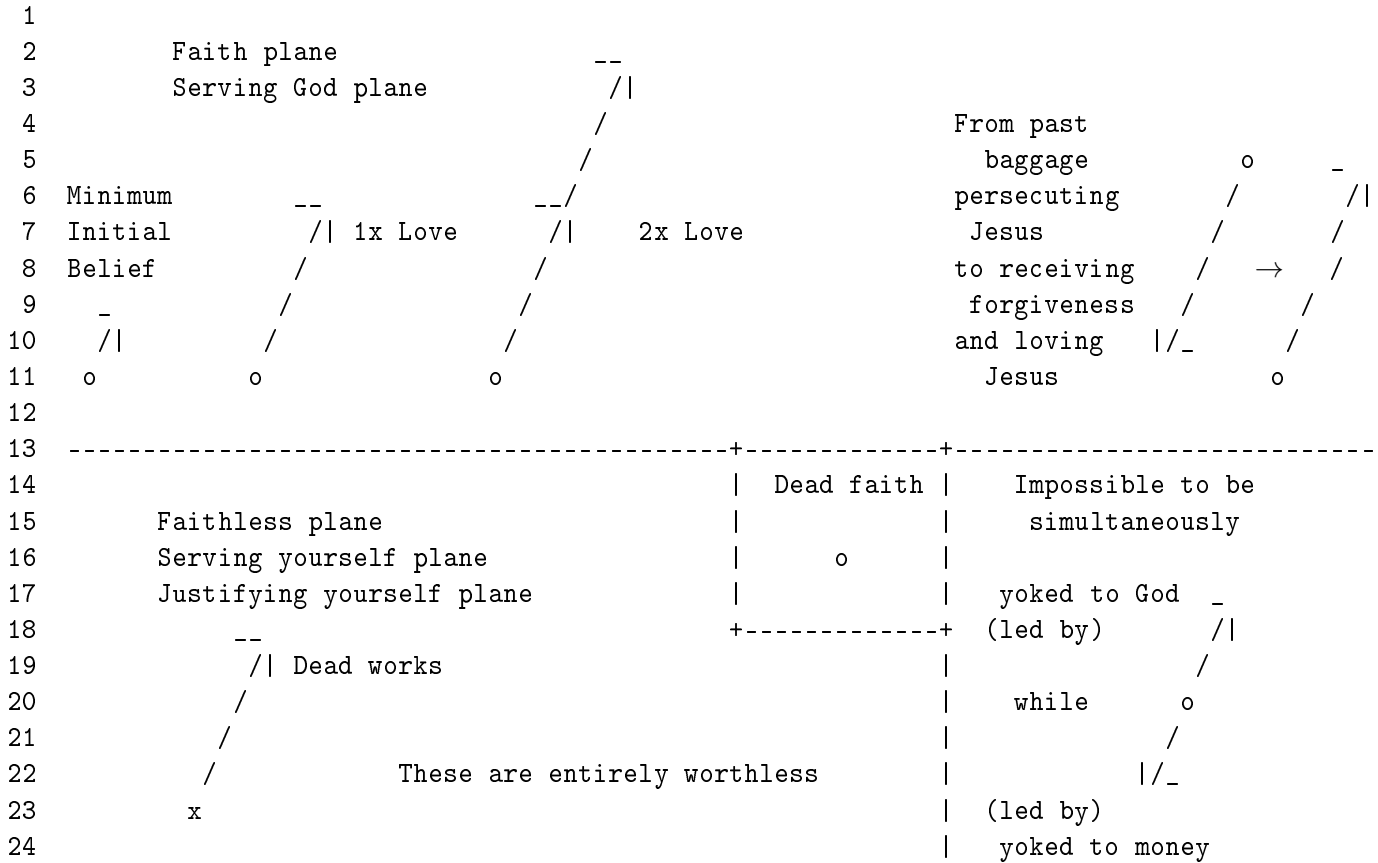 1
2         Faith plane                 __
3         Serving God plane            /|
4                                     /                       From past
5                                    /                          baggage            o     _
6  Minimum        __              __/                         persecuting         /       /|
7  Initial         /| 1x Love      /|    2x Love               Jesus             /       /
8  Belief         /               /                           to receiving      /   →   /
9    _           /               /                             forgiveness     /       /
10   /|         /               /                             and loving     |/_      /
11  o          o               o                                Jesus              o
12
13 --------------------------------------------+-------------+----------------------------
14                                             |  Dead faith |    Impossible to be
15       Faithless plane                       |             |     simultaneously
16       Serving yourself plane                |      o      |
17       Justifying yourself plane             |             |   yoked to God  _
18            __                               +-------------+  (led by)       /|
19             /| Dead works                                 |                /
20            /                                              |    while      o
21           /                                               |              /
22          /            These are entirely worthless        |            |/_
23         x                                                 |  (led by)
24                                                           |   yoked to money